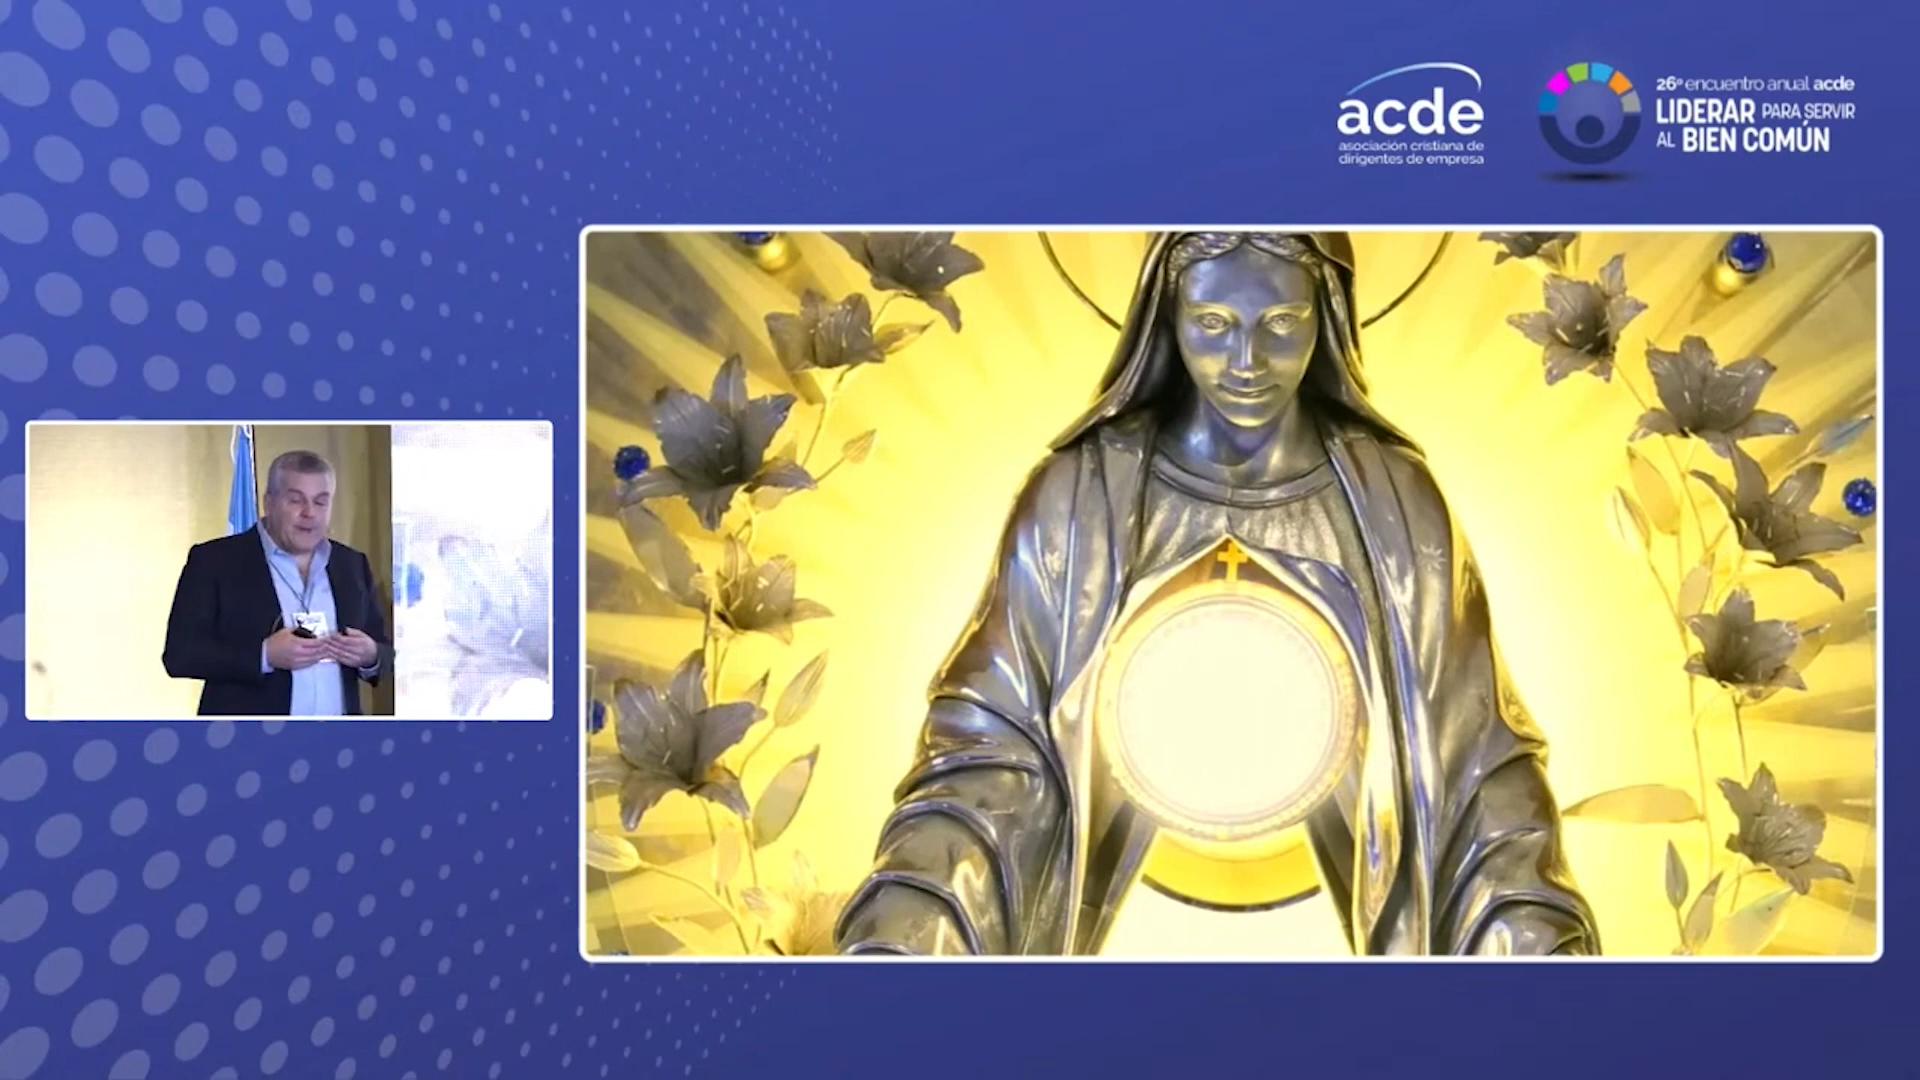 acde
asociación cristiana de
dirigentes de empresa
26º encuentro anual acde
LIDERAR PARA SERVIR
AL BIEN COMÚN